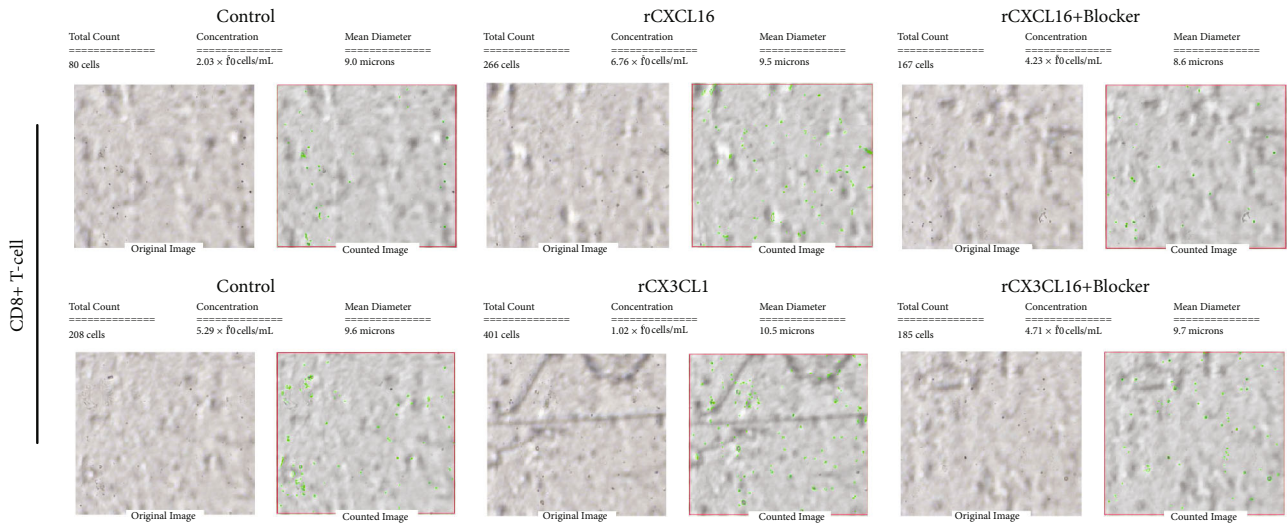 Control
rCXCL16
rCXCL16+Blocker
Total Count Concentration Mean Diameter
============== ============== ==============
80 cells 2.03 × cells/mL 9.0 microns
Total Count Concentration Mean Diameter
============== ============== ==============
266 cells 6.76 × cells/mL 9.5 microns
Total Count Concentration Mean Diameter
============== ============== ==============
167 cells 4.23 × cells/mL 8.6 microns
Original Image Counted Image
Original Image Counted Image
Original Image Counted Image
CD8+ T-cell
Control
rCX3CL1
rCX3CL16+Blocker
Total Count Concentration Mean Diameter
============== ============== ==============
208 cells 5.29 × cells/mL 9.6 microns
Total Count Concentration Mean Diameter
============== ============== ==============
401 cells 1.02 × cells/mL 10.5 microns
Total Count Concentration Mean Diameter
============== ============== ==============
185 cells 4.71 × cells/mL 9.7 microns
Original Image Counted Image
Original Image Counted Image
Original Image Counted Image